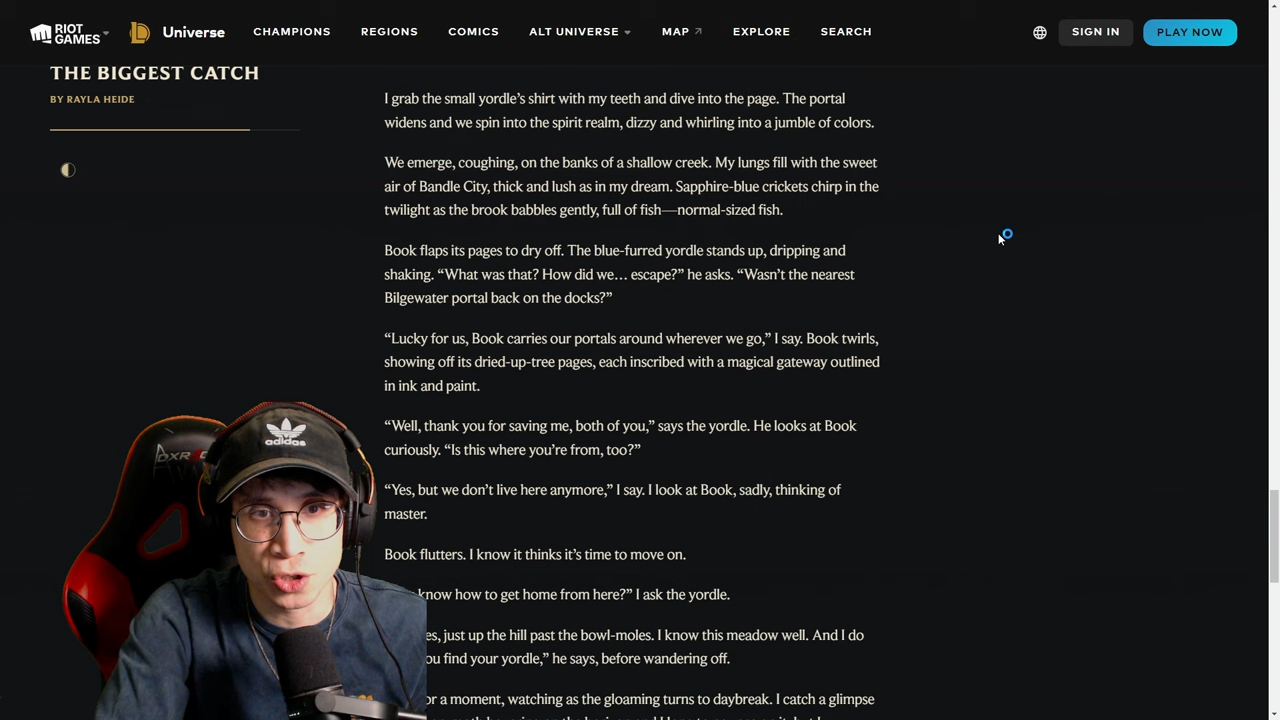 RIOT GAMES
Universe
CHAMPIONS
REGIONS
COMICS
ALT UNIVERSE
MAP
EXPLORE
SEARCH
SIGN IN
PLAY NOW
THE BIGGEST CATCH
BY RAYLA HEIDE
I grab the small yordle’s shirt with my teeth and dive into the page. The portal
widens and we spin into the spirit realm, dizzy and whirling into a jumble of colors.
We emerge, coughing, on the banks of a shallow creek. My lungs fill with the sweet
air of Bandle City, thick and lush as in my dream. Sapphire-blue crickets chirp in the
twilight as the brook babbles gently, full of fish—normal-sized fish.
Book flaps its pages to dry off. The blue-furred yordle stands up, dripping and
shaking. “What was that? How did we… escape?” he asks. “Wasn’t the nearest
Bilgewater portal back on the docks?”
“Lucky for us, Book carries our portals around wherever we go,” I say. Book twirls,
showing off its dried-up-tree pages, each inscribed with a magical gateway outlined
in ink and paint.
“Well, thank you for saving me, both of you,” says the yordle. He looks at Book
curiously. “Is this where you’re from, too?”
“Yes, but we don’t live here anymore,” I say. I look at Book, sadly, thinking of
master.
Book flutters. I know it thinks it’s time to move on.
know how to get home from here?” I ask the yordle.
just up the hill past the bowl-moles. I know this meadow well. And I do
find your yordle,” he says, before wandering off.
or a moment, watching as the gloaming turns to daybreak. I catch a glimpse
adidas